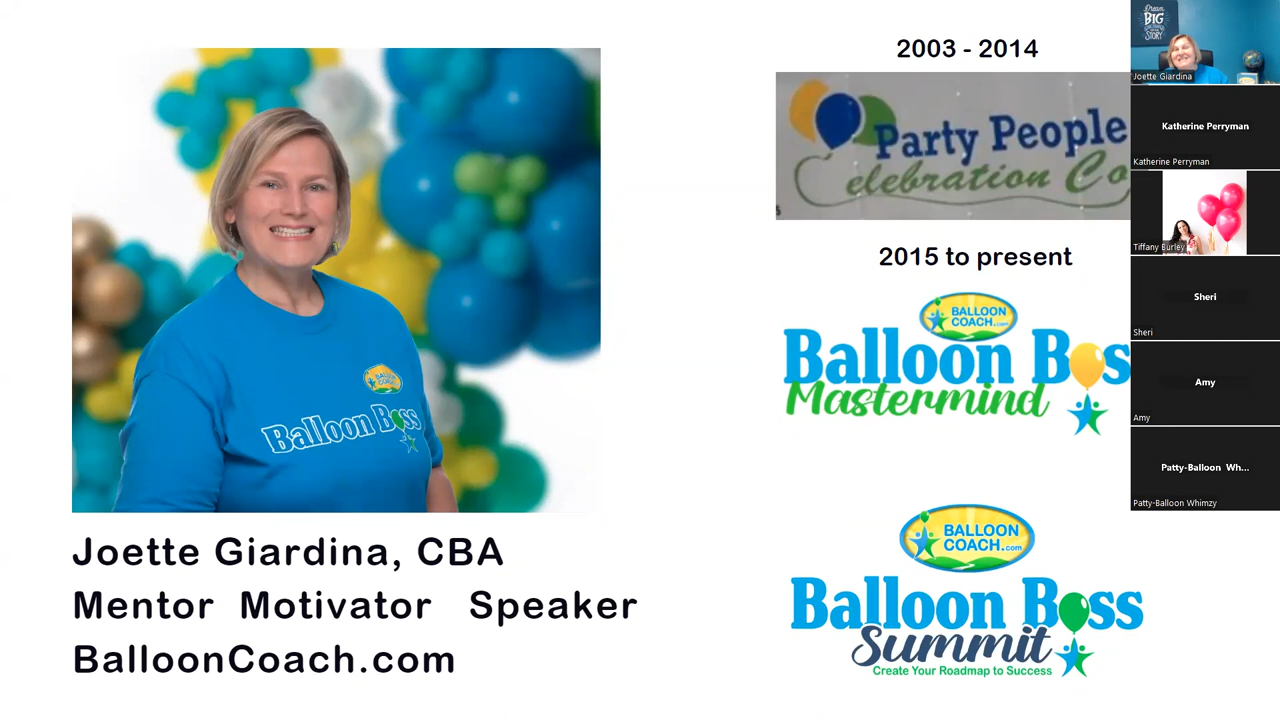 2003 - 2014
Party People
Celebration Co
2015 to present
BALLOON
COACH.com
Balloon Bos
Mastermind
BALLOON
COACH.com
Balloon Boss
Summit
Create Your Roadmap to Success
BALLOON
COACH
Balloon Boss
Joette Giardina, CBA
Mentor Motivator Speaker
BalloonCoach.com
Dream
BIG
STORY
Joette Giardina
Katherine Perryman
Katherine Perryman
Tiffany Burley
Sheri
Sheri
Amy
Amy
Patty-Balloon Wh...
Patty-Balloon Whimzy